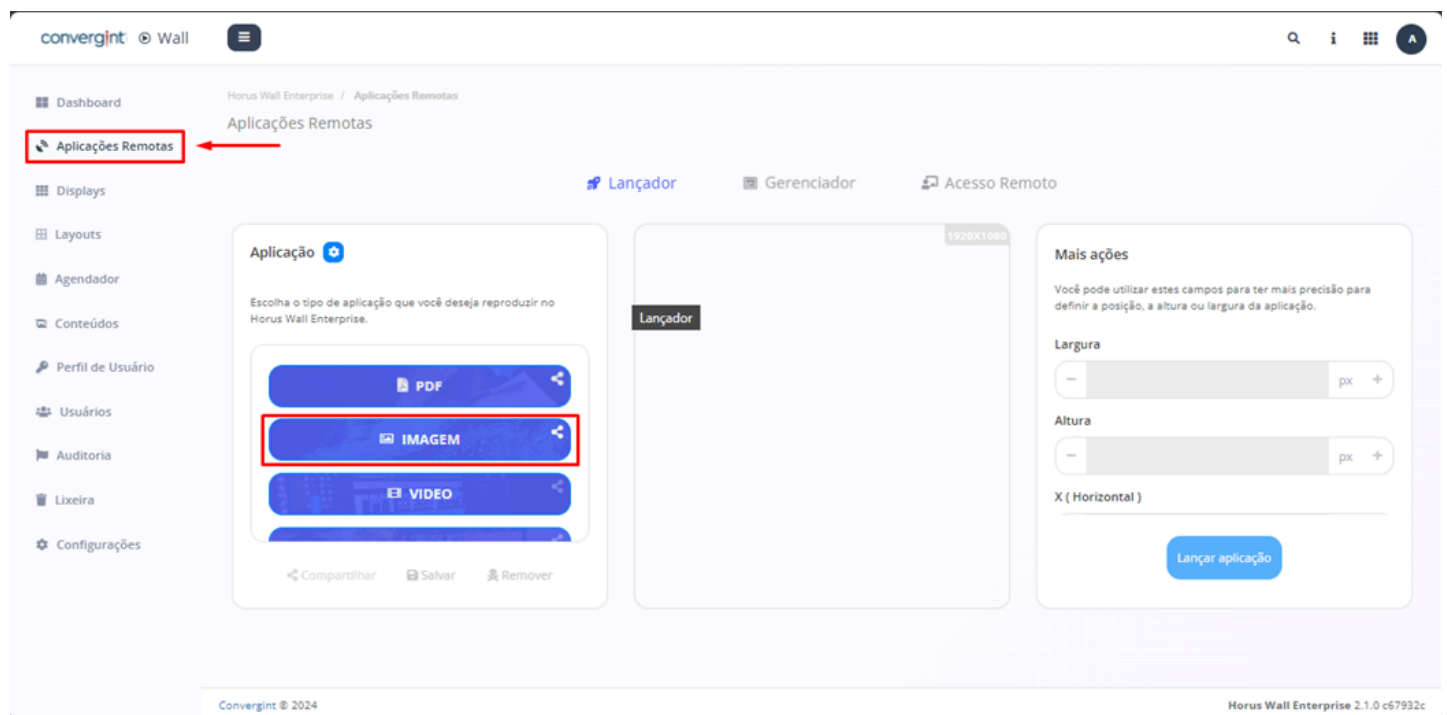 convergint Wall
A
Dashboard
Aplicações Remotas
Displays
Layouts
Agendador
Conteúdos
Perfil de Usuário
Usuários
Auditoria
Lixeira
Configurações
Horus Wall Enterprise / Aplicações Remotas
Aplicações Remotas
Lançador
Gerenciador
Acesso Remoto
Aplicação
Escolha o tipo de aplicação que você deseja reproduzir no
Horus Wall Enterprise.
PDF
IMAGEM
VIDEO
Compartilhar
Salvar
Remover
1920X1080
Lançador
Mais ações
Você pode utilizar estes campos para ter mais precisão para
definir a posição, a altura ou largura da aplicação.
Largura
− px +
Altura
− px +
X ( Horizontal )
Lançar aplicação
Convergint © 2024
Horus Wall Enterprise 2.1.0 c67932c